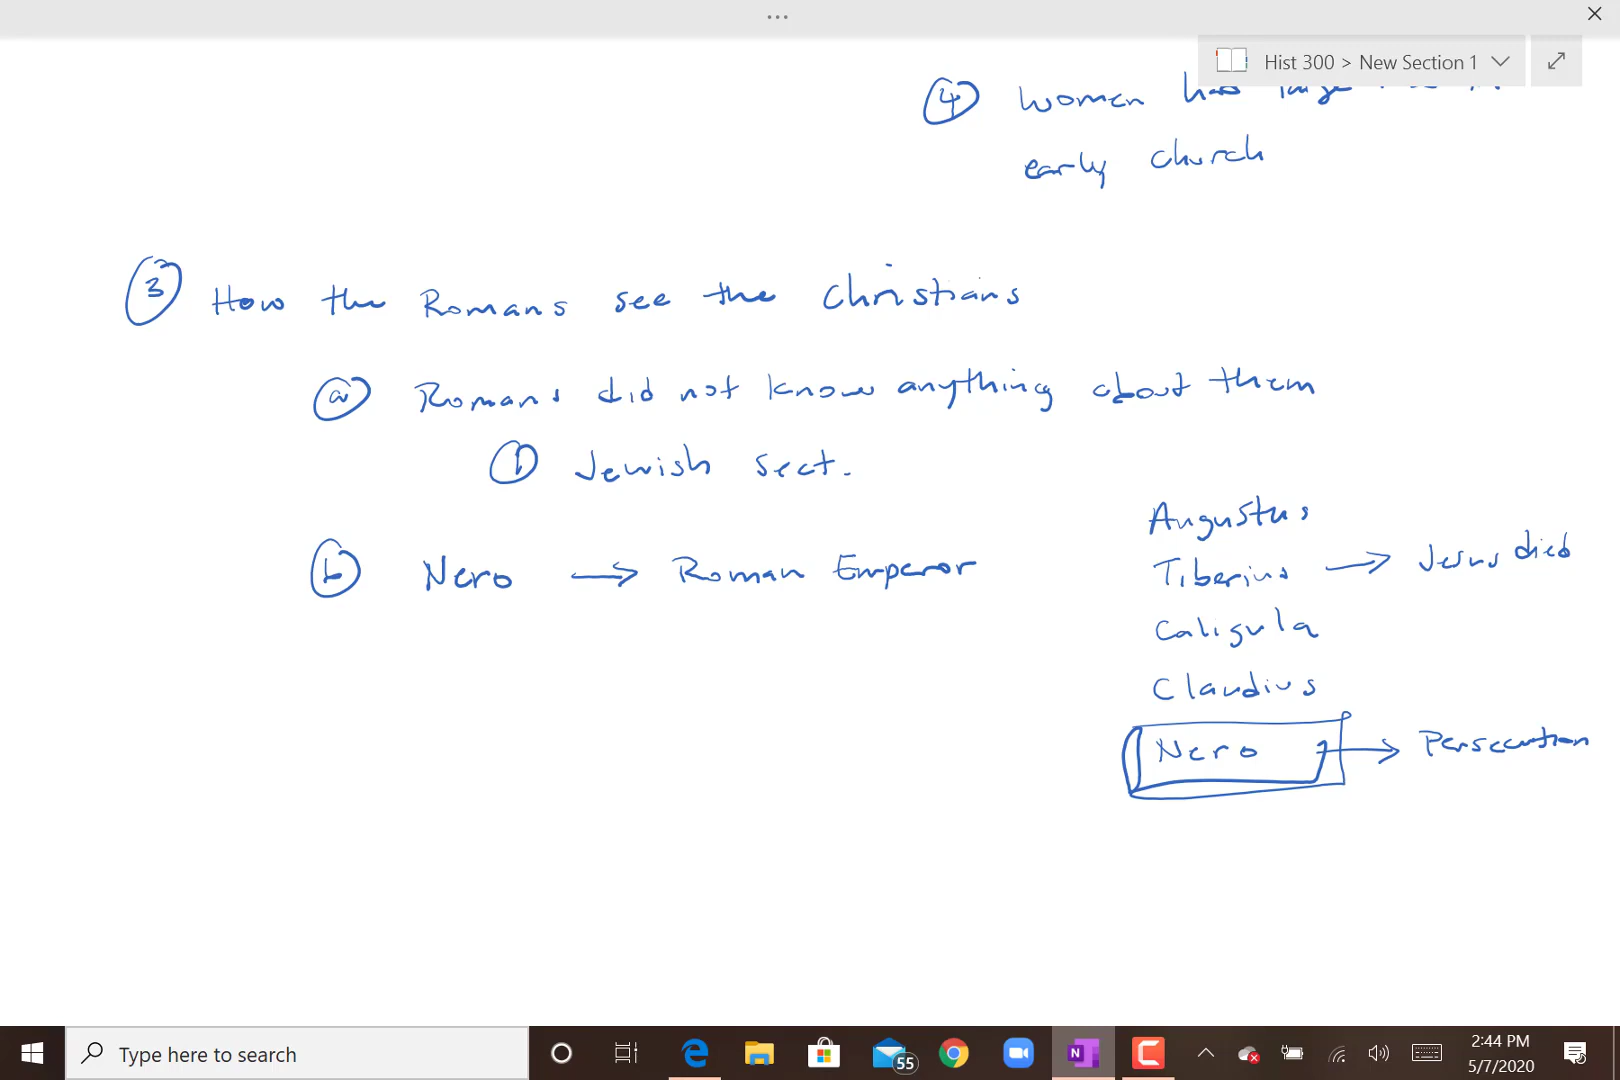 Hist 300 > New Section 1
④ women has large
early church
③ How the Romans see the Christians
ⓐ Romans did not know anything about them
① Jewish sect.
Augustus
Tiberius → Jesus died
ⓑ Nero → Roman Emperor
Caligula
Claudius
Nero → Persecution
Type here to search
55
N
2:44 PM
5/7/2020